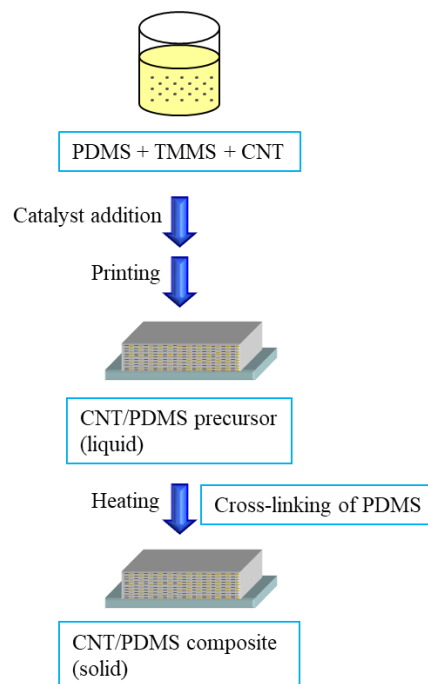 PDMS + TMMS + CNT
Catalyst addition
Printing
CNT/PDMS precursor
(liquid)
Heating
Cross-linking of PDMS
CNT/PDMS composite
(solid)